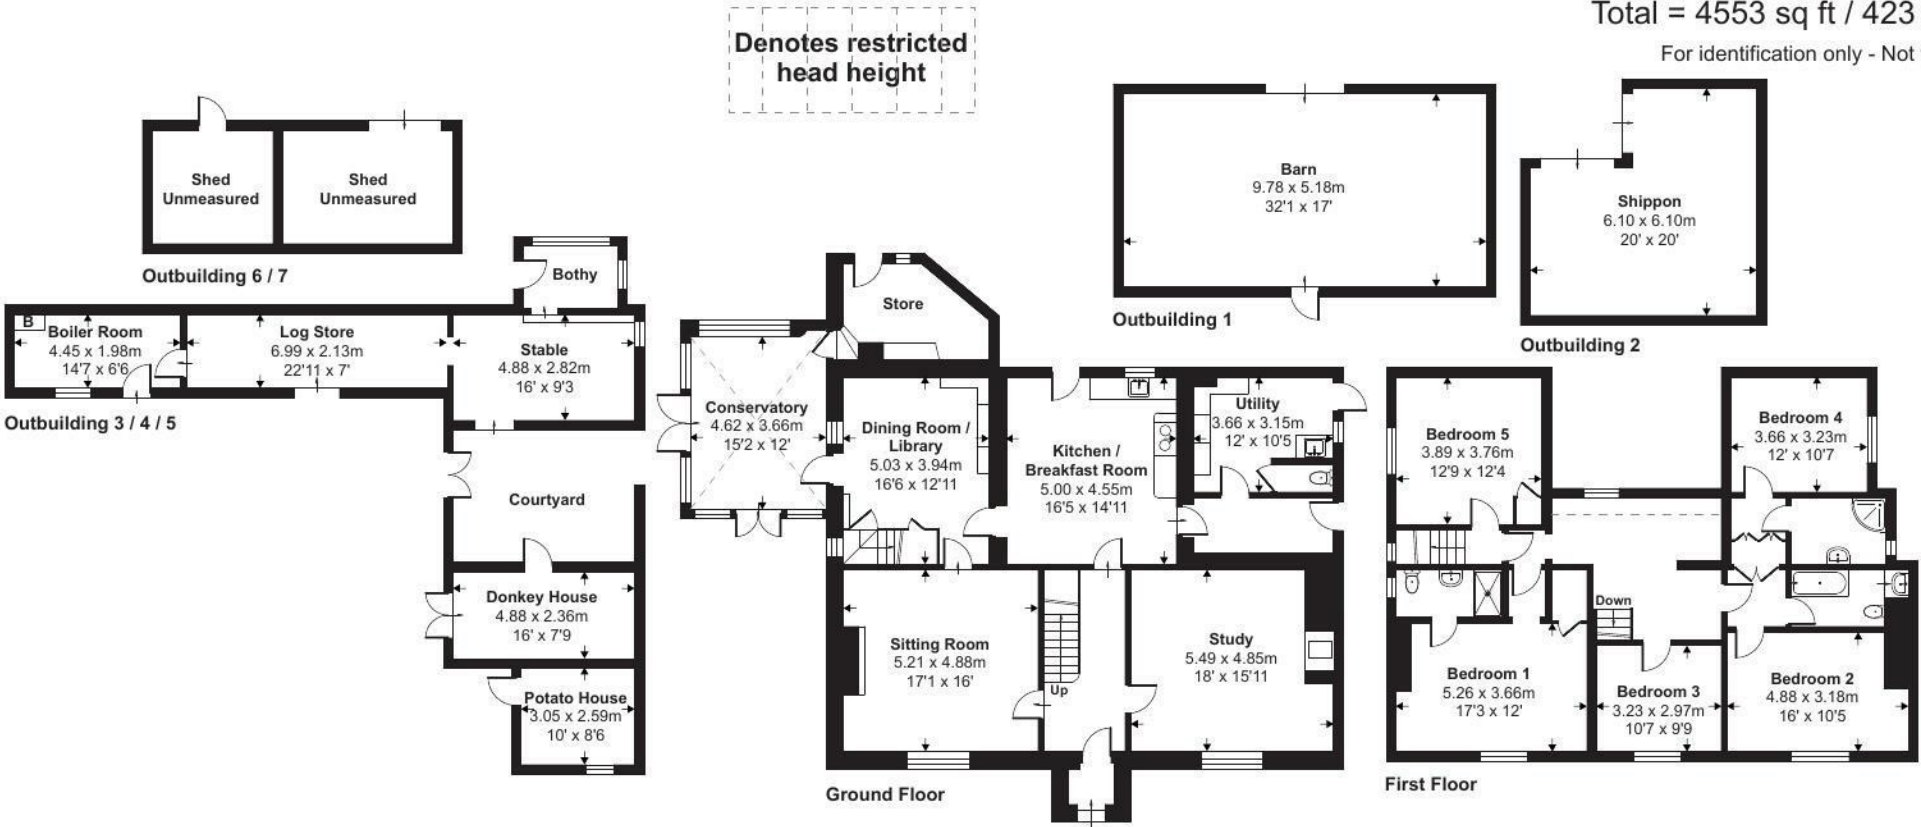 Total = 4553 sq ft / 423
For identification only - Not
Denotes restricted
head height
Shed
Unmeasured
Shed
Unmeasured
Outbuilding 6 / 7
Bothy
B
Boiler Room
4.45 x 1.98m
14'7 x 6'6
Log Store
6.99 x 2.13m
22'11 x 7'
Stable
4.88 x 2.82m
16' x 9'3
Outbuilding 3 / 4 / 5
Courtyard
Donkey House
4.88 x 2.36m
16' x 7'9
Potato House
3.05 x 2.59m
10' x 8'6
Store
Conservatory
4.62 x 3.66m
15'2 x 12'
Dining Room /
Library
5.03 x 3.94m
16'6 x 12'11
Kitchen /
Breakfast Room
5.00 x 4.55m
16'5 x 14'11
Utility
3.66 x 3.15m
12' x 10'5
Sitting Room
5.21 x 4.88m
17'1 x 16'
Up
Study
5.49 x 4.85m
18' x 15'11
Ground Floor
Barn
9.78 x 5.18m
32'1 x 17'
Outbuilding 1
Shippon
6.10 x 6.10m
20' x 20'
Outbuilding 2
Bedroom 5
3.89 x 3.76m
12'9 x 12'4
Bedroom 4
3.66 x 3.23m
12' x 10'7
Down
Bedroom 1
5.26 x 3.66m
17'3 x 12'
Bedroom 3
3.23 x 2.97m
10'7 x 9'9
Bedroom 2
4.88 x 3.18m
16' x 10'5
First Floor